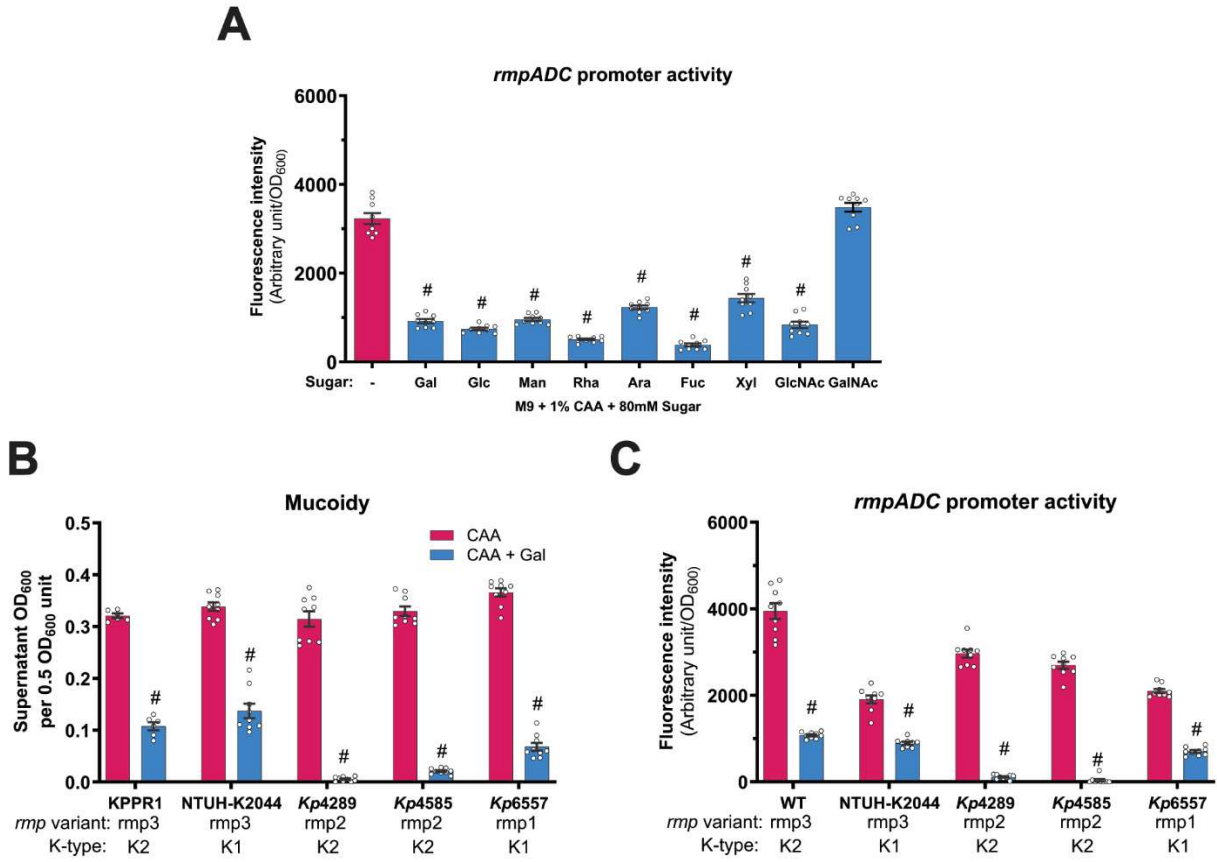 A
rmpADC promoter activity
Fluorescence intensity
(Arbitrary unit/OD600)
6000
4000
2000
0
# # # # # # # #
Sugar: - Gal Glc Man Rha Ara Fuc Xyl GlcNAc GalNAc
M9 + 1% CAA + 80mM Sugar
B
Mucoidy
Supernatant OD600
per 0.5 OD600 unit
0.5
0.4
0.3
0.2
0.1
0.0
CAA
CAA + Gal
# # # # #
KPPR1 NTUH-K2044 Kp4289 Kp4585 Kp6557
rmp variant: rmp3 rmp3 rmp2 rmp2 rmp1
K-type: K2 K1 K2 K2 K1
C
rmpADC promoter activity
Fluorescence intensity
(Arbitrary unit/OD600)
6000
4000
2000
0
# # # # #
WT NTUH-K2044 Kp4289 Kp4585 Kp6557
rmp variant: rmp3 rmp3 rmp2 rmp2 rmp1
K-type: K2 K1 K2 K2 K1